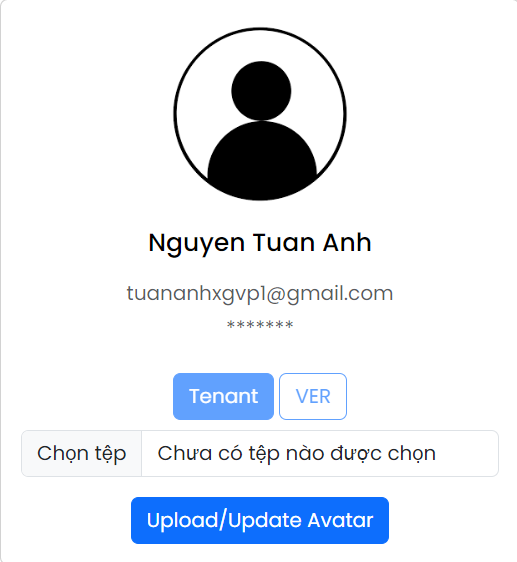 Nguyen Tuan Anh
tuananhxgvp1@gmail.com
*******
Tenant VER
Chọn tệp Chưa có tệp nào được chọn
Upload/Update Avatar